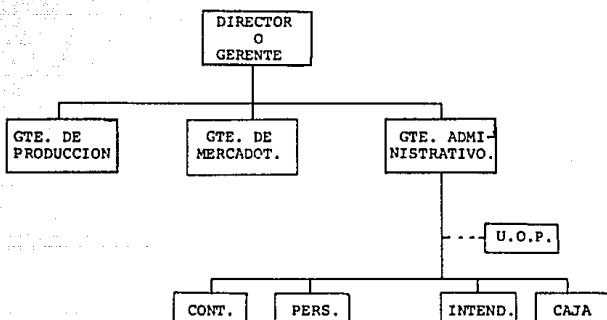 DIRECTOR
O
GERENTE
GTE. DE
PRODUCCION
GTE. DE
MERCADOT.
GTE. ADMI-
NISTRATIVO.
U.O.P.
CONT.
PERS.
INTEND.
CAJA